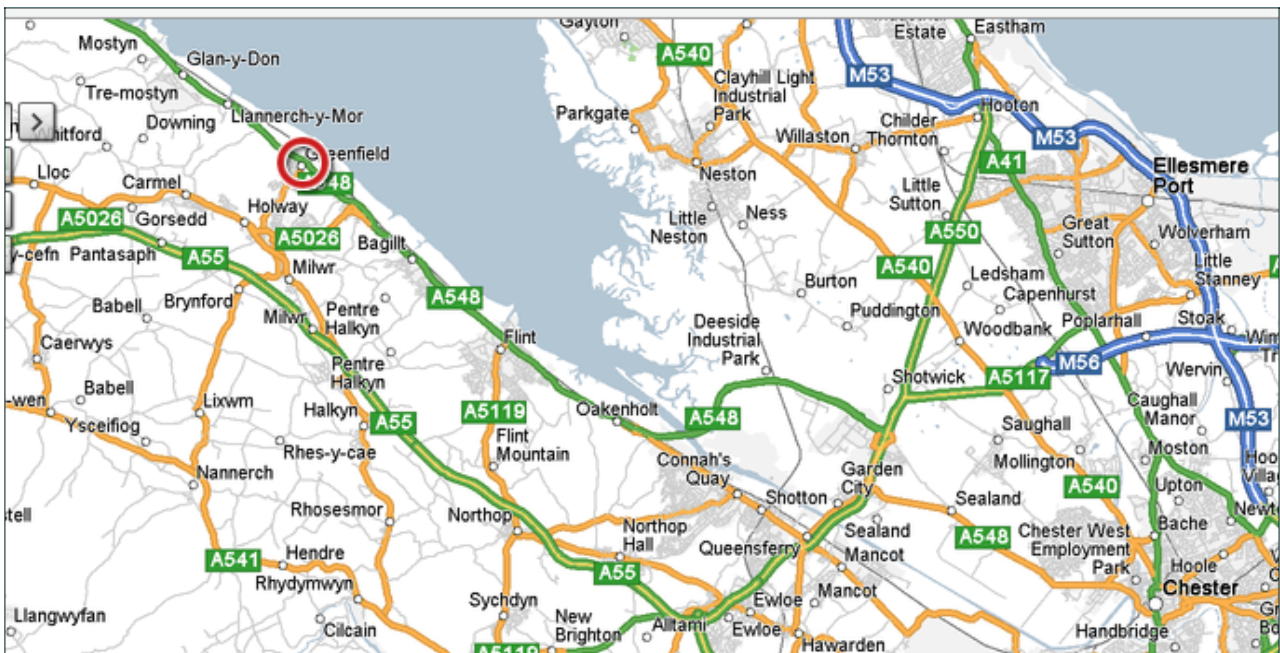 Gayton
Estate
Eastham
Mostyn
A540
Glan-y-Don
M53
Clayhill Light
Industrial
Park
Tre-mostyn
Hooton
Parkgate
Llannerch-y-Mor
Childer
Thornton
Downing
Willaston
M53
Whitford
Greenfield
A41
Ellesmere
Port
Lloc
Neston
A548
Carmel
Little
Sutton
Holway
A5026
Gorsedd
Little
Neston
Ness
Great
Sutton
A550
Wolverham
A5026
Bagillt
y-cefn
Pantasaph
A55
A540
Little
Stanney
Milwr
Ledsham
Burton
A548
Brynford
Babell
Capenhurst
Pentre
Halkyn
Puddington
Milwr
Deeside
Industrial
Park
Poplarhall
Stoak
Woodbank
Flint
Caerwys
Pentre
Halkyn
M56
Wervin
A5117
Shotwick
Babell
-wen
Lixwm
Halkyn
A5119
Oakenholt
A548
Caughall
Manor
M53
Ysceifiog
A55
Saughall
Flint
Mountain
Rhes-y-cae
Moston
Connah's
Quay
Mollington
Nannerch
Garden
City
A540
Upton
Shotton
Sealand
Rhosesmor
Northop
Northop
Hall
Sealand
A548
Chester West
Employment
Park
Bache
A541
Hendre
Queensferry
Mancot
Hoole
Rhydymwyn
A55
Mancot
Chester
Llangwyfan
Sychdyn
Ewloe
New
Brighton
Alltami
Ewloe
Cilcain
Handbridge
Hawarden
A5119